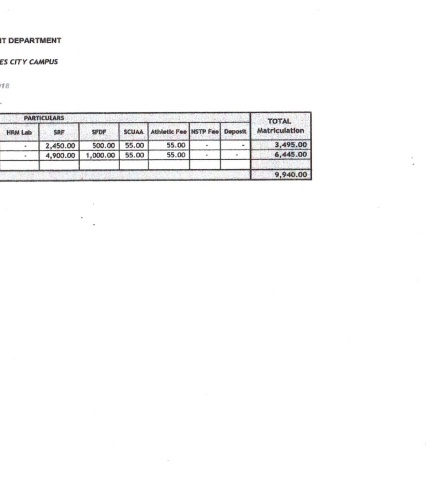 IT DEPARTMENT
ES CITY CAMPUS
PARTICULARS TOTAL Matriculation
HRM Lab SRF SFDF SCUAA Athletic Fee NSTP Fee Deposit
- 2,450.00 500.00 55.00 55.00 - - 3,495.00
- 4,900.00 1,000.00 55.00 55.00 - - 6,445.00
9,940.00